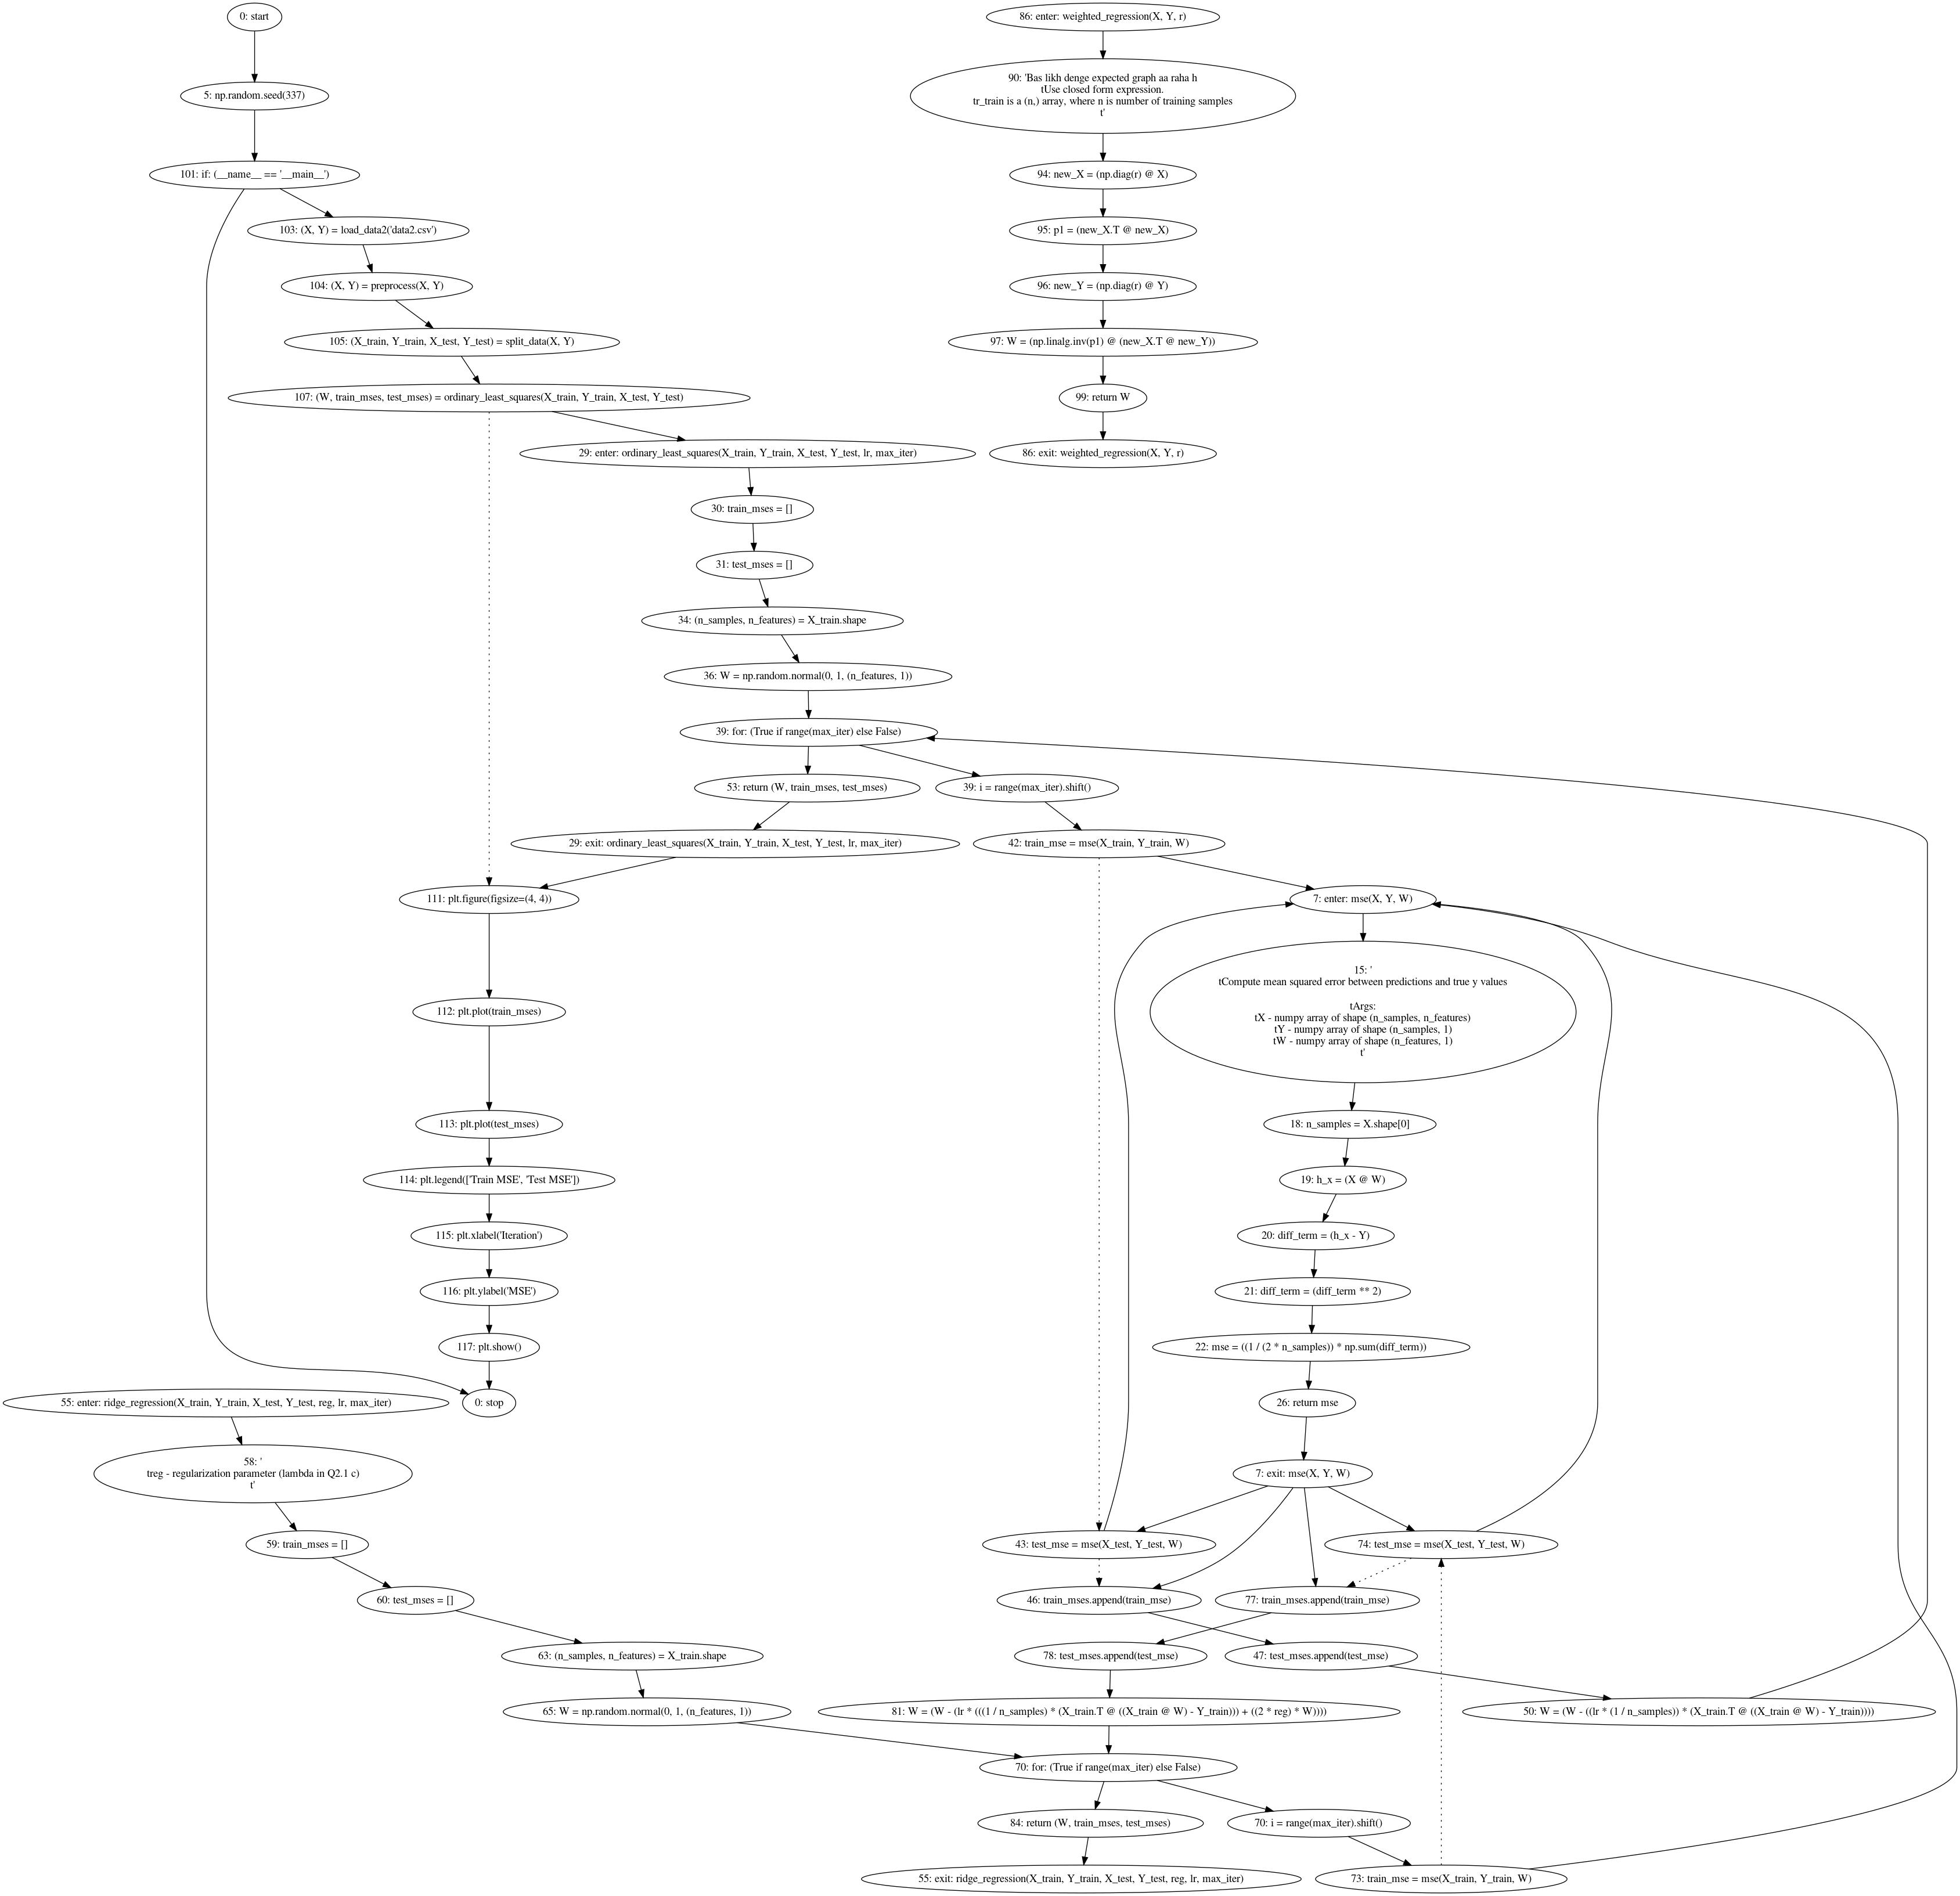 0: start
5: np.random.seed(337)
101: if: (__name__ == '__main__')
103: (X, Y) = load_data2('data2.csv')
104: (X, Y) = preprocess(X, Y)
105: (X_train, Y_train, X_test, Y_test) = split_data(X, Y)
107: (W, train_mses, test_mses) = ordinary_least_squares(X_train, Y_train, X_test, Y_test)
86: enter: weighted_regression(X, Y, r)
90: 'Bas likh denge expected graph aa raha h
tUse closed form expression.
tr_train is a (n,) array, where n is number of training samples
t'
94: new_X = (np.diag(r) @ X)
95: p1 = (new_X.T @ new_X)
96: new_Y = (np.diag(r) @ Y)
97: W = (np.linalg.inv(p1) @ (new_X.T @ new_Y))
99: return W
86: exit: weighted_regression(X, Y, r)
29: enter: ordinary_least_squares(X_train, Y_train, X_test, Y_test, lr, max_iter)
30: train_mses = []
31: test_mses = []
34: (n_samples, n_features) = X_train.shape
36: W = np.random.normal(0, 1, (n_features, 1))
39: for: (True if range(max_iter) else False)
53: return (W, train_mses, test_mses)
39: i = range(max_iter).shift()
29: exit: ordinary_least_squares(X_train, Y_train, X_test, Y_test, lr, max_iter)
42: train_mse = mse(X_train, Y_train, W)
111: plt.figure(figsize=(4, 4))
7: enter: mse(X, Y, W)
15: '
tCompute mean squared error between predictions and true y values
tArgs:
tX - numpy array of shape (n_samples, n_features)
tY - numpy array of shape (n_samples, 1)
tW - numpy array of shape (n_features, 1)
t'
112: plt.plot(train_mses)
113: plt.plot(test_mses)
18: n_samples = X.shape[0]
114: plt.legend(['Train MSE', 'Test MSE'])
19: h_x = (X @ W)
115: plt.xlabel('Iteration')
20: diff_term = (h_x - Y)
116: plt.ylabel('MSE')
21: diff_term = (diff_term ** 2)
117: plt.show()
22: mse = ((1 / (2 * n_samples)) * np.sum(diff_term))
55: enter: ridge_regression(X_train, Y_train, X_test, Y_test, reg, lr, max_iter)
0: stop
26: return mse
58: '
treg - regularization parameter (lambda in Q2.1 c)
t'
7: exit: mse(X, Y, W)
59: train_mses = []
43: test_mse = mse(X_test, Y_test, W)
74: test_mse = mse(X_test, Y_test, W)
60: test_mses = []
46: train_mses.append(train_mse)
77: train_mses.append(train_mse)
63: (n_samples, n_features) = X_train.shape
78: test_mses.append(test_mse)
47: test_mses.append(test_mse)
65: W = np.random.normal(0, 1, (n_features, 1))
81: W = (W - (lr * (((1 / n_samples) * (X_train.T @ ((X_train @ W) - Y_train))) + ((2 * reg) * W))))
50: W = (W - ((lr * (1 / n_samples)) * (X_train.T @ ((X_train @ W) - Y_train))))
70: for: (True if range(max_iter) else False)
84: return (W, train_mses, test_mses)
70: i = range(max_iter).shift()
55: exit: ridge_regression(X_train, Y_train, X_test, Y_test, reg, lr, max_iter)
73: train_mse = mse(X_train, Y_train, W)